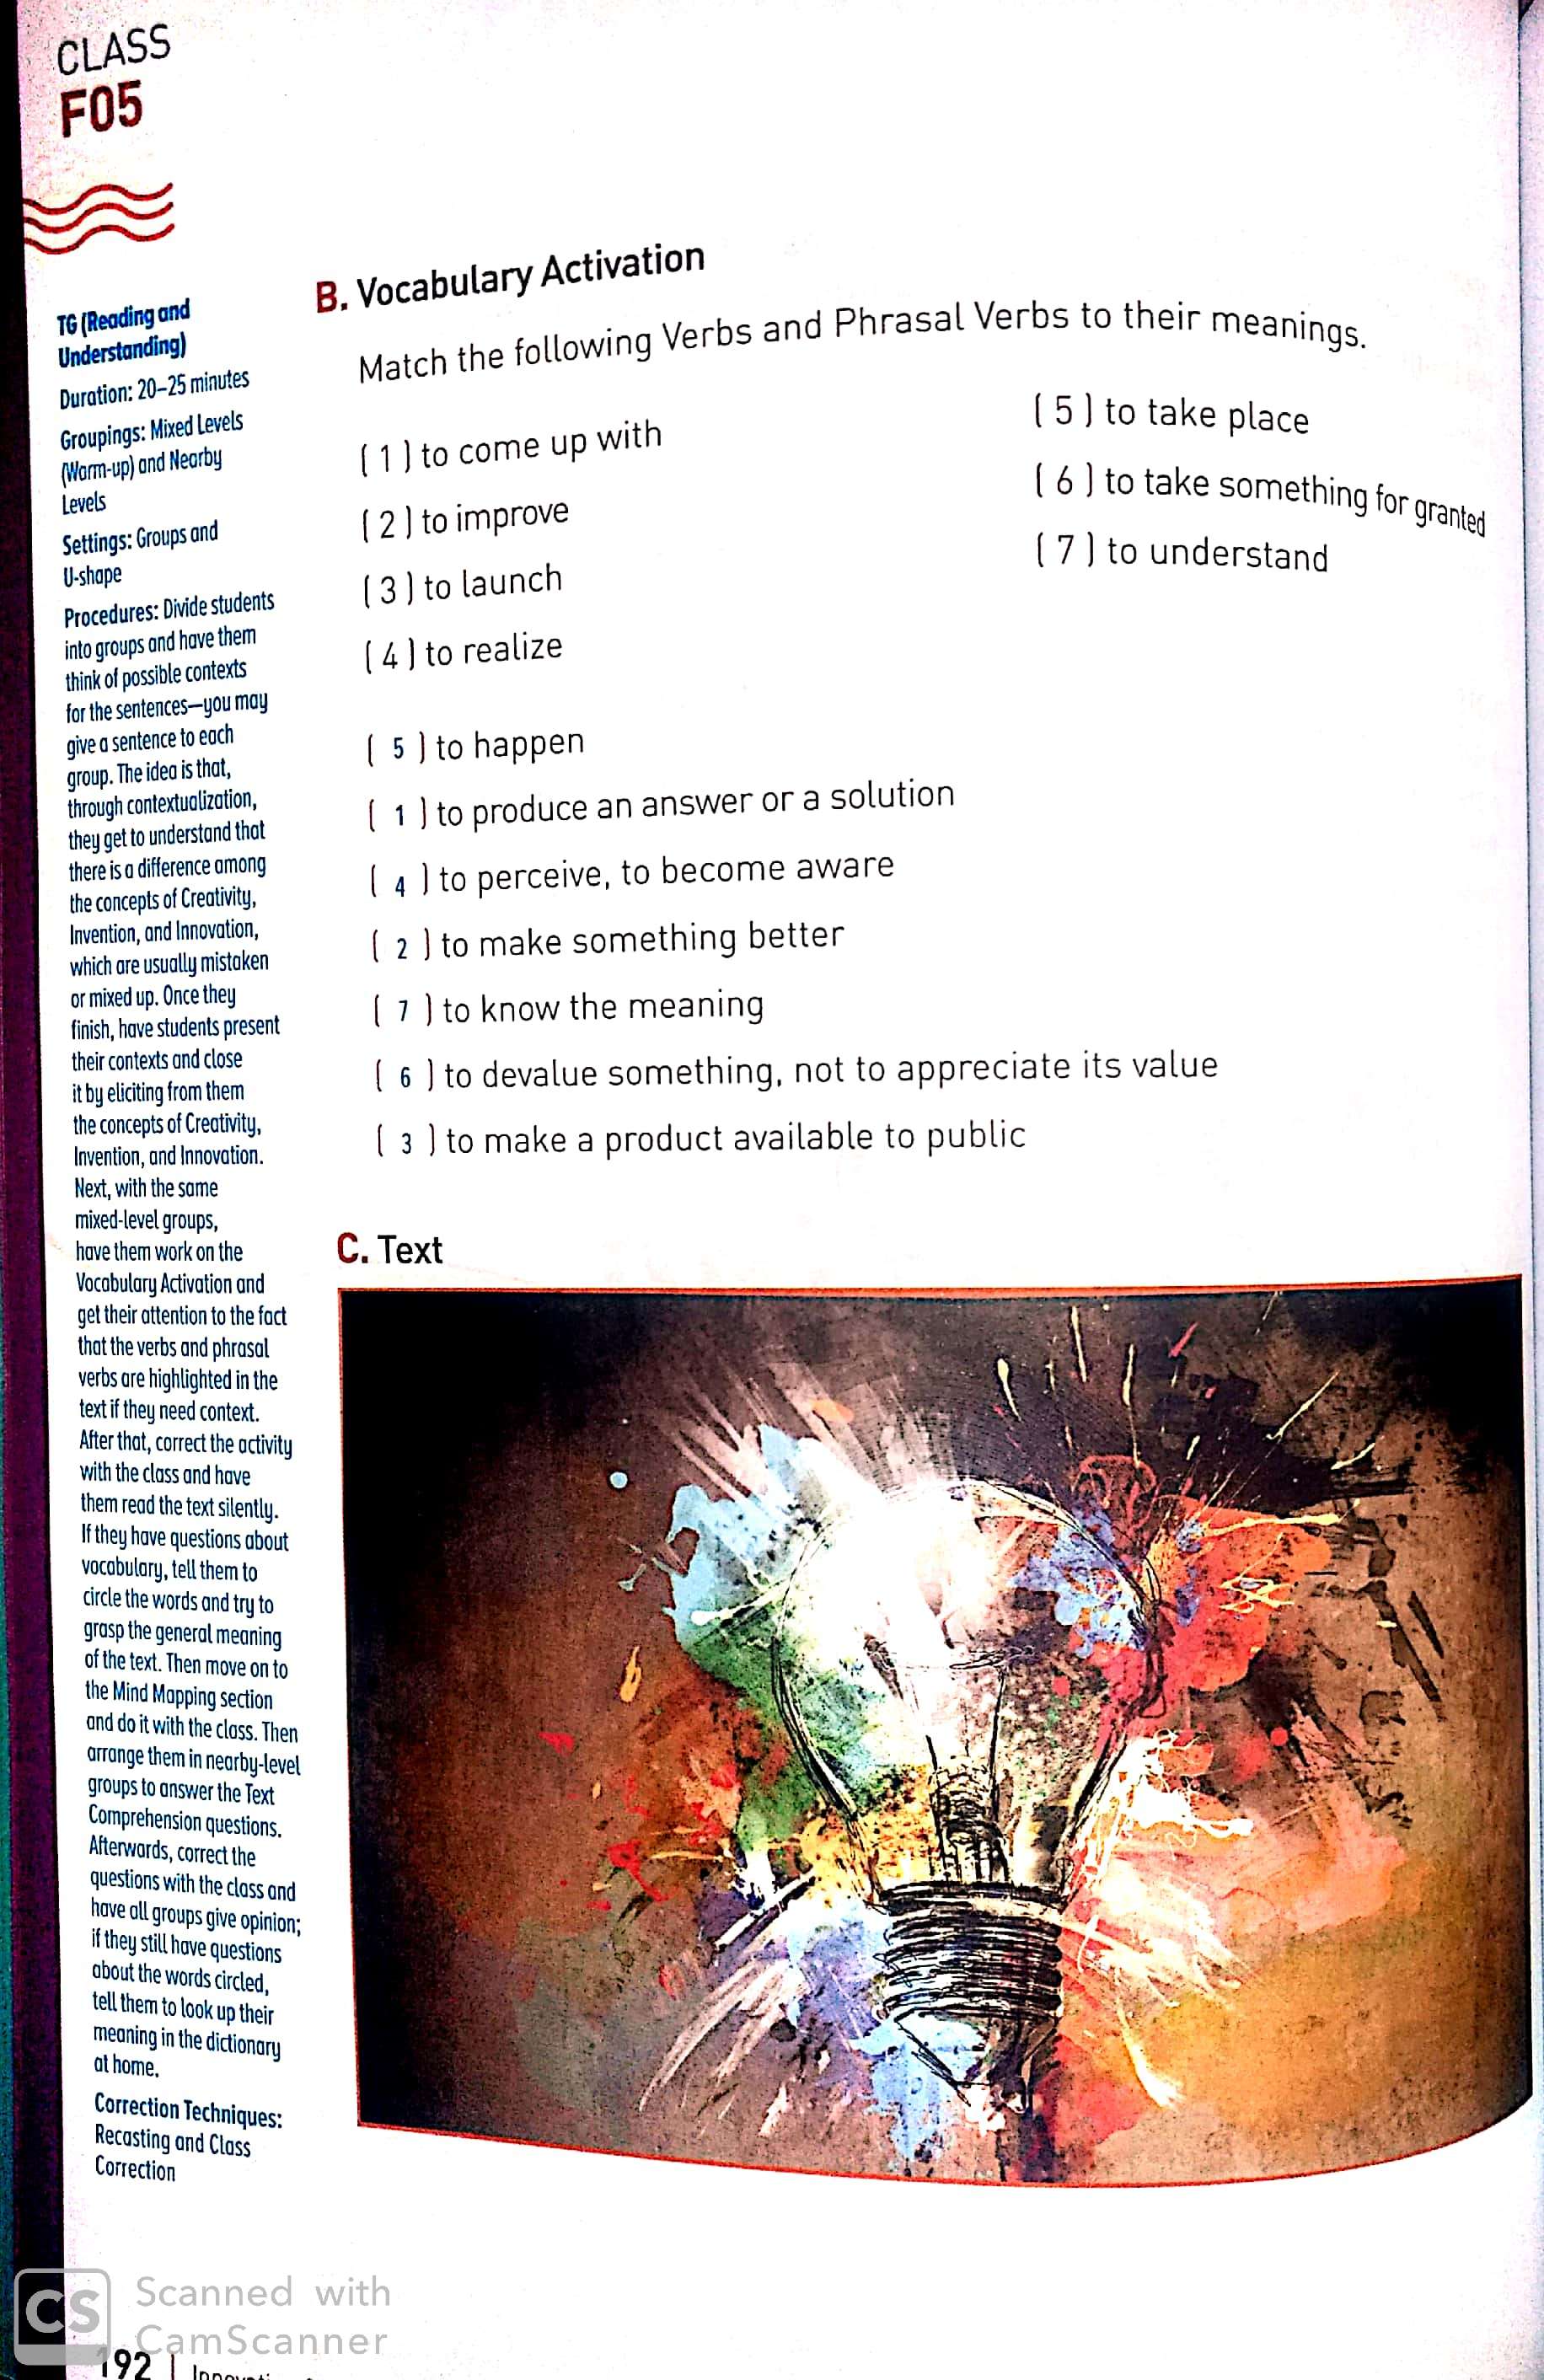 CLASS
F05
TG (Reading and
Understanding)
Duration: 20–25 minutes
Groupings: Mixed Levels
(Warm-up) and Nearby
Levels
Settings: Groups and
U-shape
Procedures: Divide students
into groups and have them
think of possible contexts
for the sentences—you may
give a sentence to each
group. The idea is that,
through contextualization,
they get to understand that
there is a difference among
the concepts of Creativity,
Invention, and Innovation,
which are usually mistaken
or mixed up. Once they
finish, have students present
their contexts and close
it by eliciting from them
the concepts of Creativity,
Invention, and Innovation.
Next, with the same
mixed-level groups,
have them work on the
Vocabulary Activation and
get their attention to the fact
that the verbs and phrasal
verbs are highlighted in the
text if they need context.
After that, correct the activity
with the class and have
them read the text silently.
If they have questions about
vocabulary, tell them to
circle the words and try to
grasp the general meaning
of the text. Then move on to
the Mind Mapping section
and do it with the class. Then
arrange them in nearby-level
groups to answer the Text
Comprehension questions.
Afterwards, correct the
questions with the class and
have all groups give opinion;
if they still have questions
about the words circled,
tell them to look up their
meaning in the dictionary
at home.
Correction Techniques:
Recasting and Class
Correction
B. Vocabulary Activation
Match the following Verbs and Phrasal Verbs to their meanings.
( 1 ) to come up with
( 2 ) to improve
( 3 ) to launch
( 4 ) to realize
( 5 ) to take place
( 6 ) to take something for granted
( 7 ) to understand
( 5 ) to happen
( 1 ) to produce an answer or a solution
( 4 ) to perceive, to become aware
( 2 ) to make something better
( 7 ) to know the meaning
( 6 ) to devalue something, not to appreciate its value
( 3 ) to make a product available to public
C. Text
CS Scanned with
CamScanner
192 |